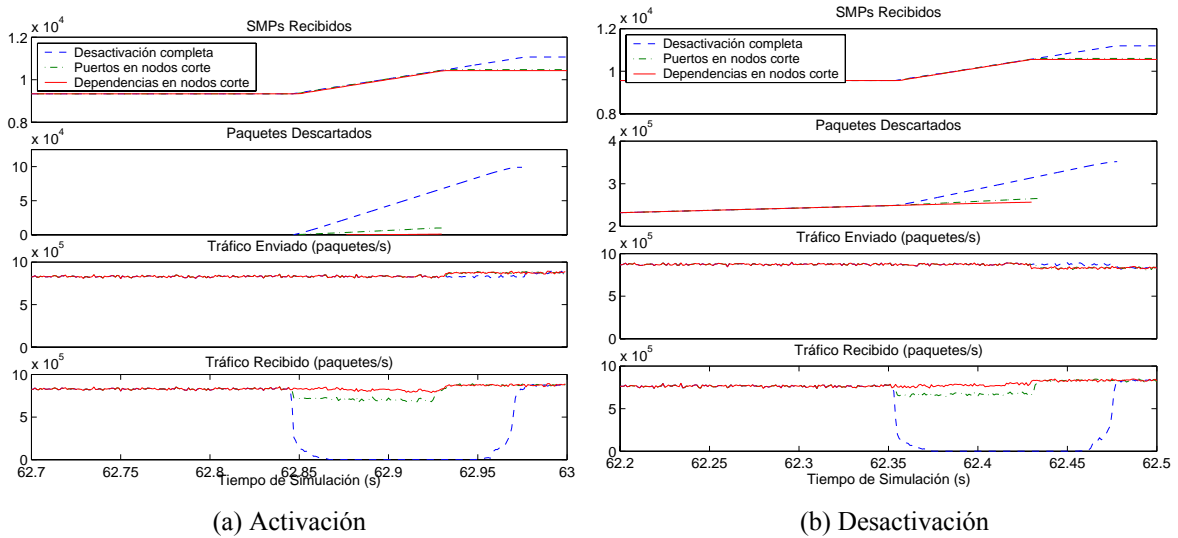 x 10^4
SMPs Recibidos
1.2
1
0.8
Desactivación completa
Puertos en nodos corte
Dependencias en nodos corte
x 10^4
Paquetes Descartados
10
5
0
x 10^5
Tráfico Enviado (paquetes/s)
10
5
0
x 10^5
Tráfico Recibido (paquetes/s)
10
5
0
62.7 62.75 62.8 62.85 62.9 62.95 63
Tiempo de Simulación (s)
(a) Activación
x 10^4
SMPs Recibidos
1.2
1
0.8
Desactivación completa
Puertos en nodos corte
Dependencias en nodos corte
x 10^5
Paquetes Descartados
4
3
2
x 10^5
Tráfico Enviado (paquetes/s)
10
5
0
x 10^5
Tráfico Recibido (paquetes/s)
10
5
0
62.2 62.25 62.3 62.35 62.4 62.45 62.5
Tiempo de Simulación (s)
(b) Desactivación